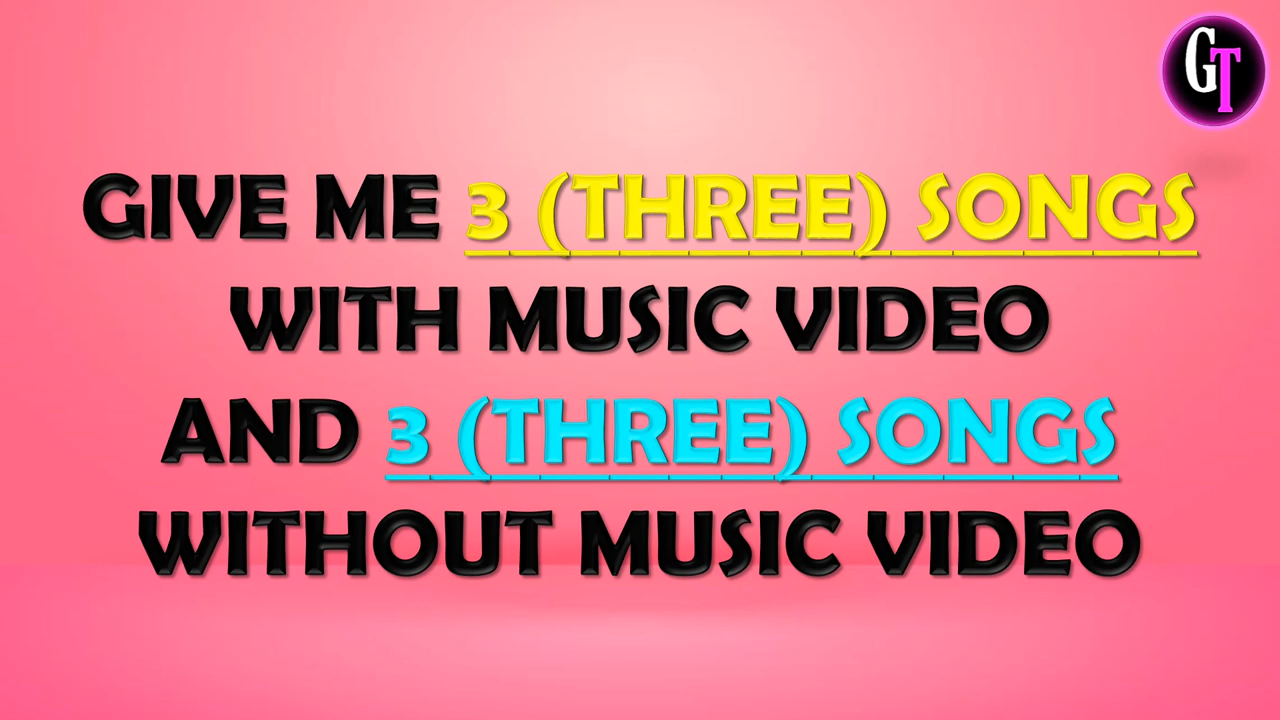 GT
GIVE ME 3 (THREE) SONGS
WITH MUSIC VIDEO
AND 3 (THREE) SONGS
WITHOUT MUSIC VIDEO